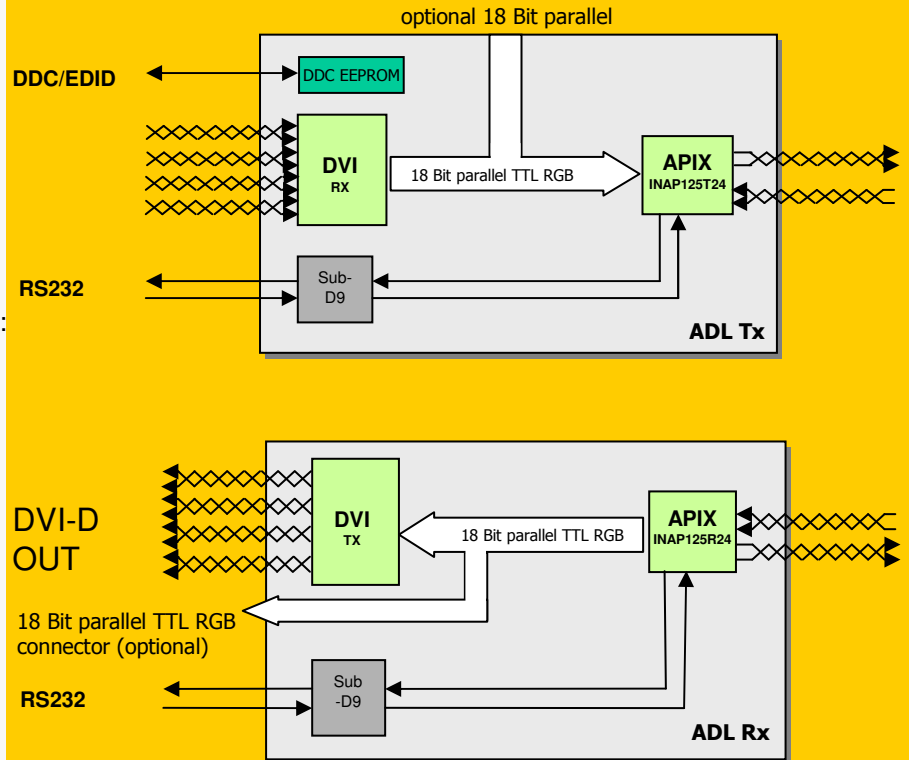 optional 18 Bit parallel
DDC/EDID
DDC EEPROM
DVI
RX
18 Bit parallel TTL RGB
APIX
INAP125T24
RS232
Sub-
D9
:
ADL Tx
DVI-D
OUT
DVI
TX
18 Bit parallel TTL RGB
APIX
INAP125R24
18 Bit parallel TTL RGB
connector (optional)
RS232
Sub
-D9
ADL Rx